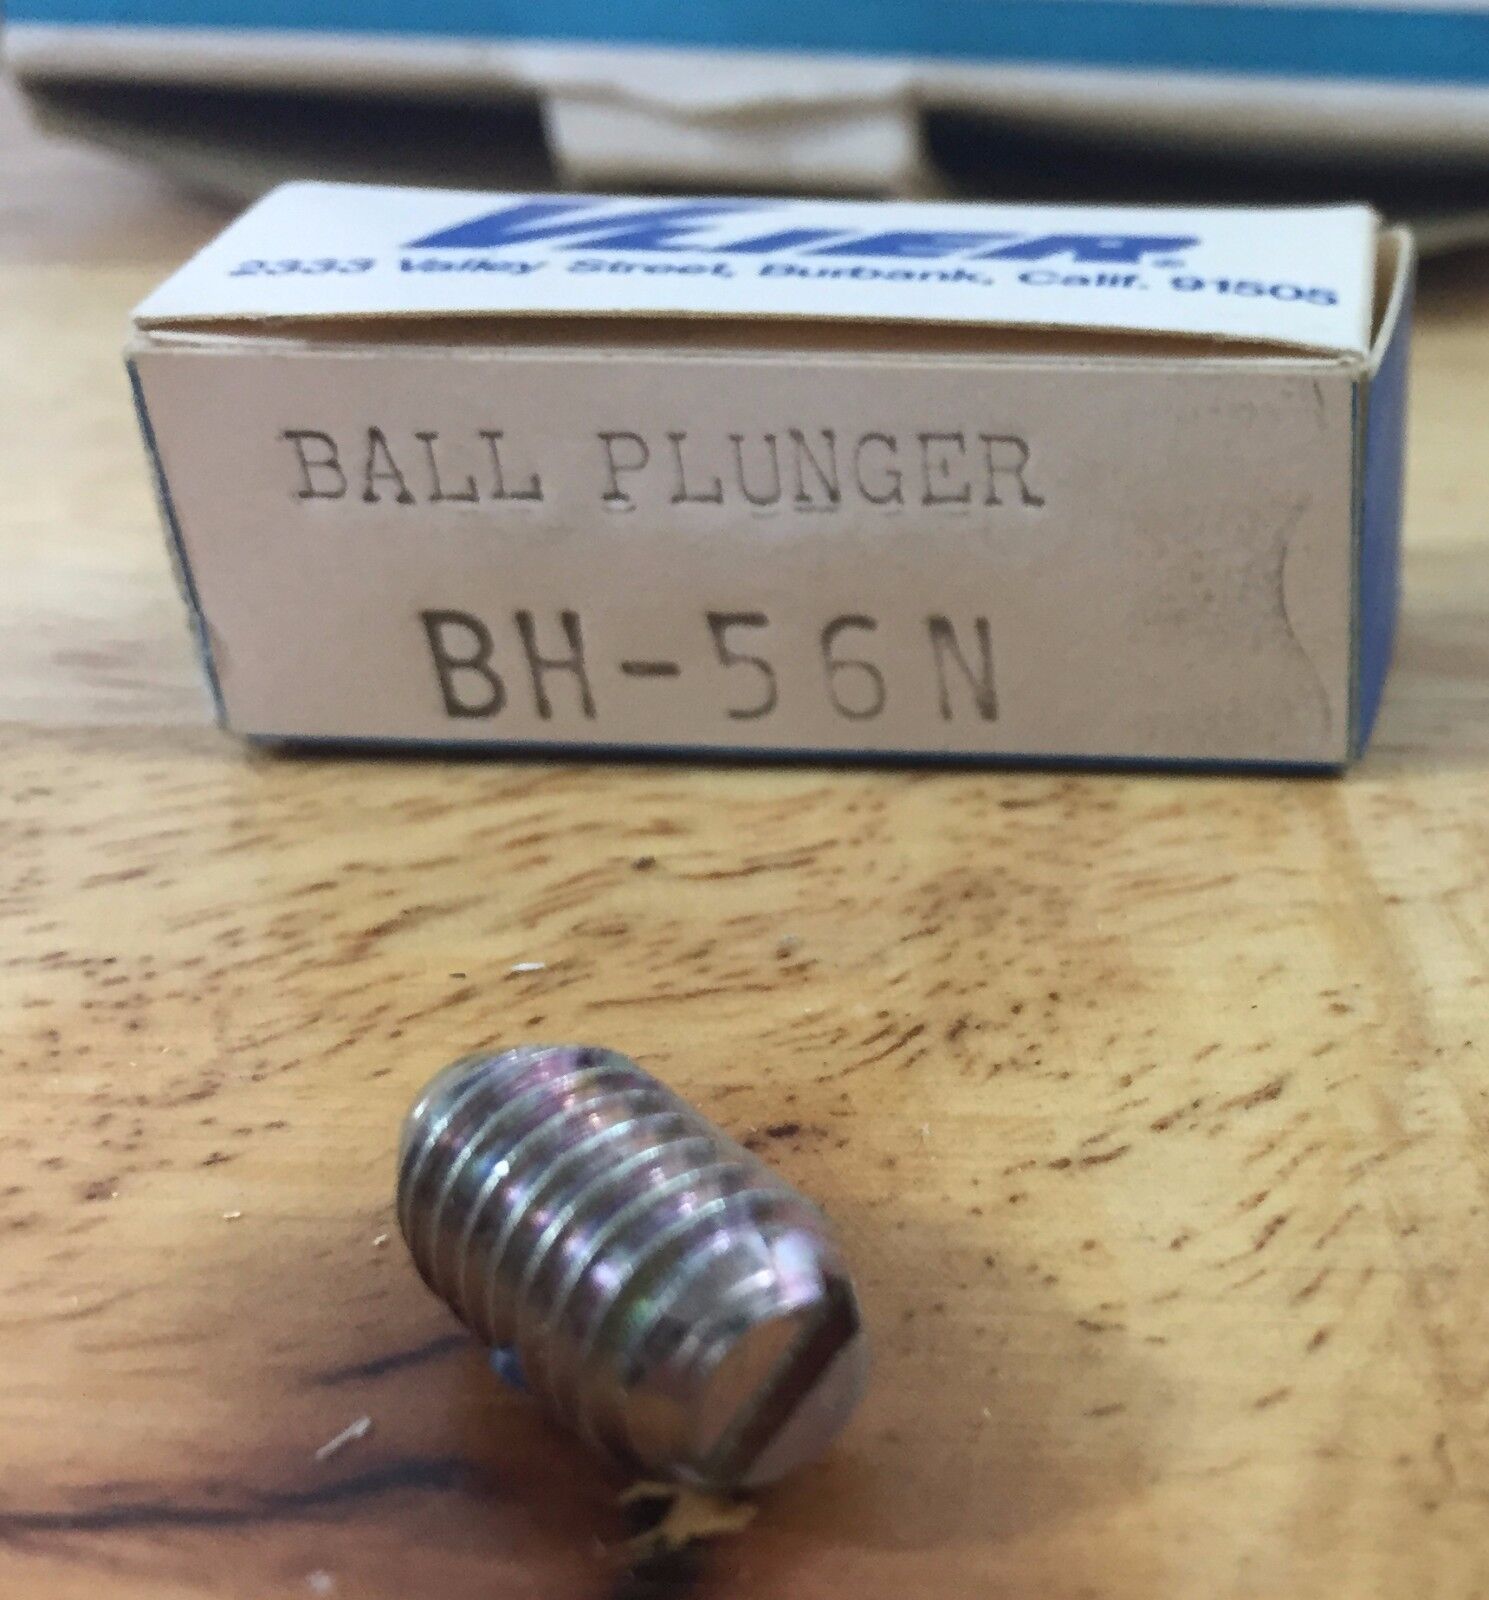 VLIER®
2333 Valley Street, Burbank, Calif. 91505
BALL PLUNGER
BH-56N